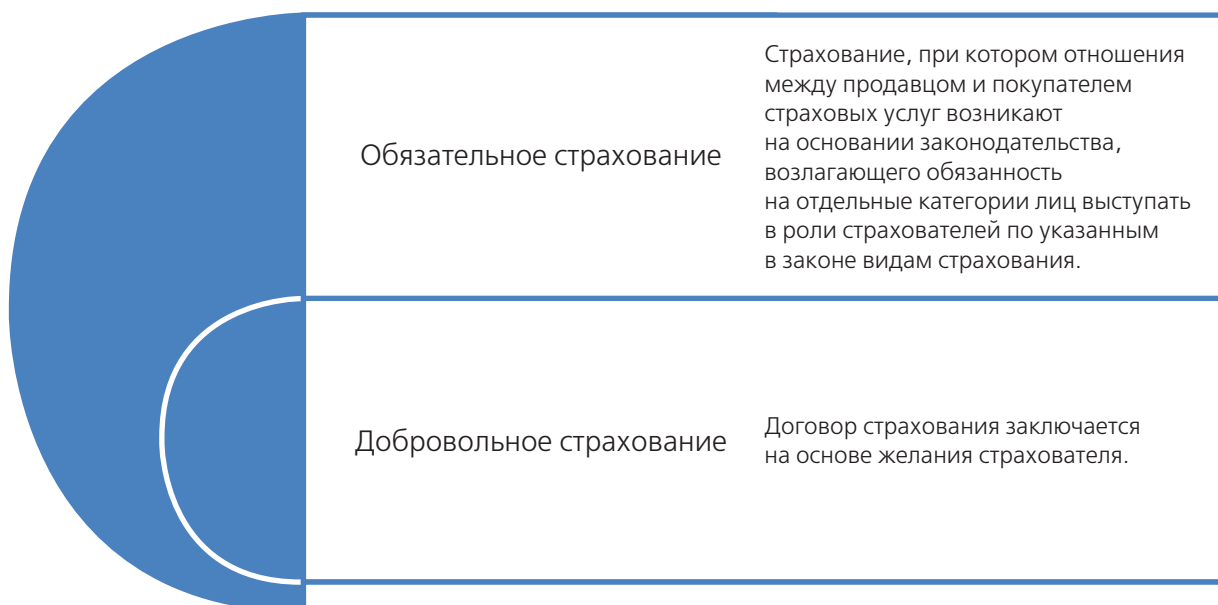 Обязательное страхование
Страхование, при котором отношения
между продавцом и покупателем
страховых услуг возникают
на основании законодательства,
возлагающего обязанность
на отдельные категории лиц выступать
в роли страхователей по указанным
в законе видам страхования.
Добровольное страхование
Договор страхования заключается
на основе желания страхователя.